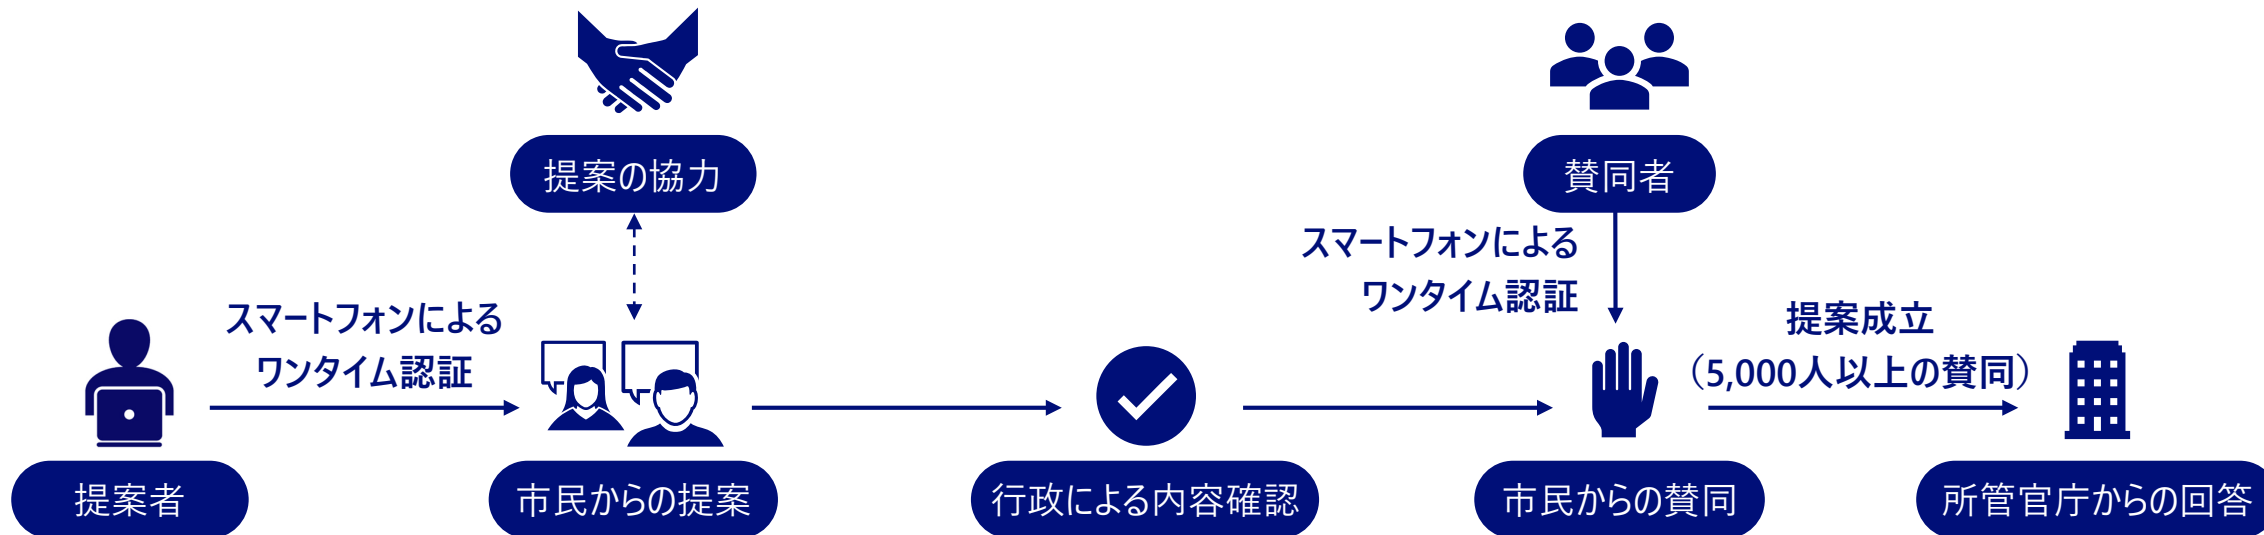 提案の協力
賛同者
スマートフォンによる
ワンタイム認証
スマートフォンによる
ワンタイム認証
提案成立
（5,000人以上の賛同）
提案者
市民からの提案
行政による内容確認
市民からの賛同
所管官庁からの回答